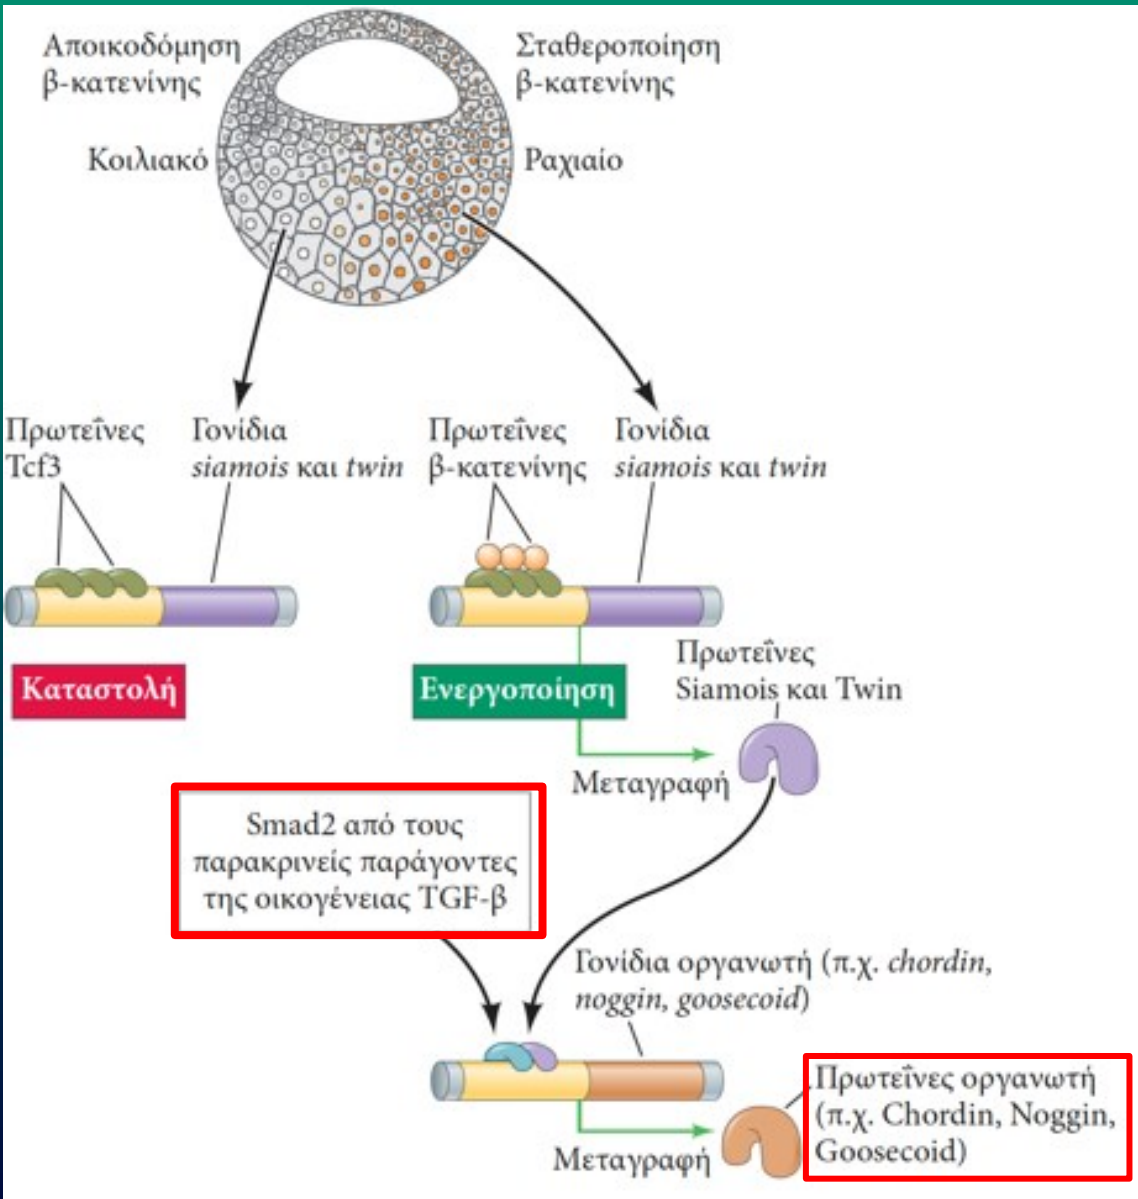 Αποικοδόμηση
β-κατενίνης
Σταθεροποίηση
β-κατενίνης
Κοιλιακό
Ραχιαίο
Πρωτεΐνες
Tcf3
Γονίδια
siamois και twin
Πρωτεΐνες
β-κατενίνης
Γονίδια
siamois και twin
Καταστολή
Ενεργοποίηση
Πρωτεΐνες
Siamois και Twin
Μεταγραφή
Smad2 από τους
παρακρινείς παράγοντες
της οικογένειας TGF-β
Γονίδια οργανωτή (π.χ. chordin,
noggin, goosecoid)
Πρωτεΐνες οργανωτή
(π.χ. Chordin, Noggin,
Goosecoid)
Μεταγραφή